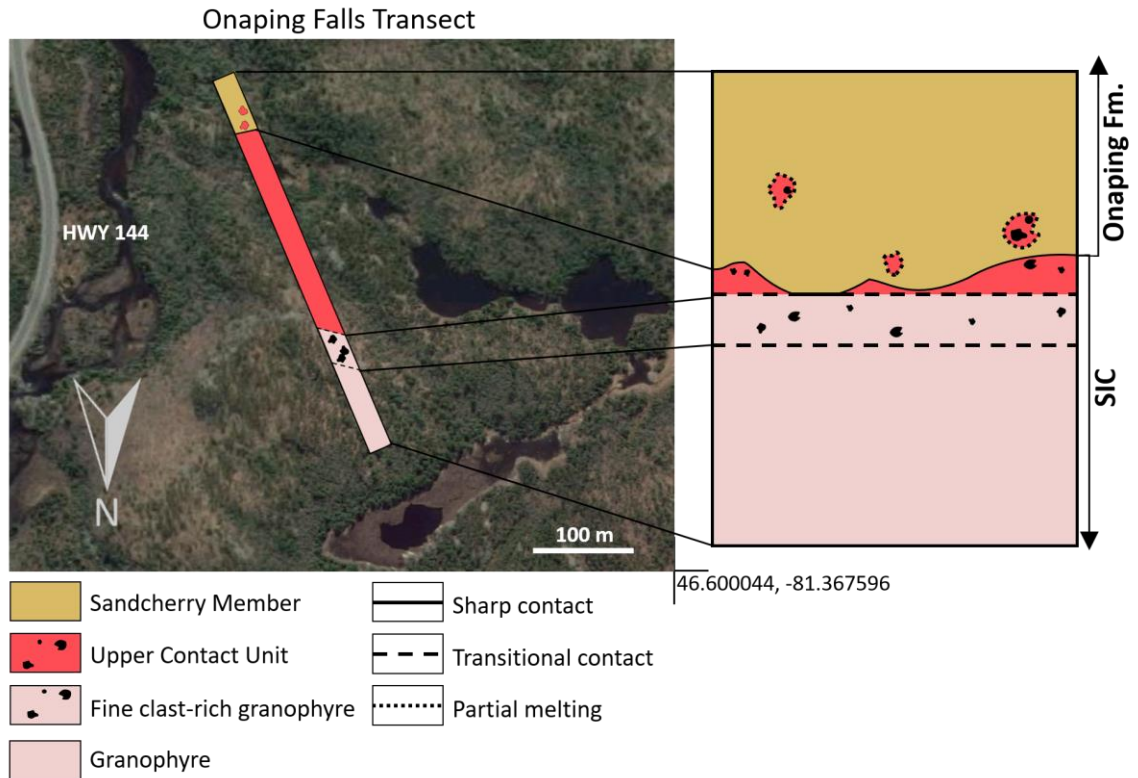 Onaping Falls Transect
HWY 144
N
100 m
46.600044, -81.367596
Onaping Fm.
SIC
Sandcherry Member
Upper Contact Unit
Fine clast-rich granophyre
Granophyre
Sharp contact
Transitional contact
Partial melting